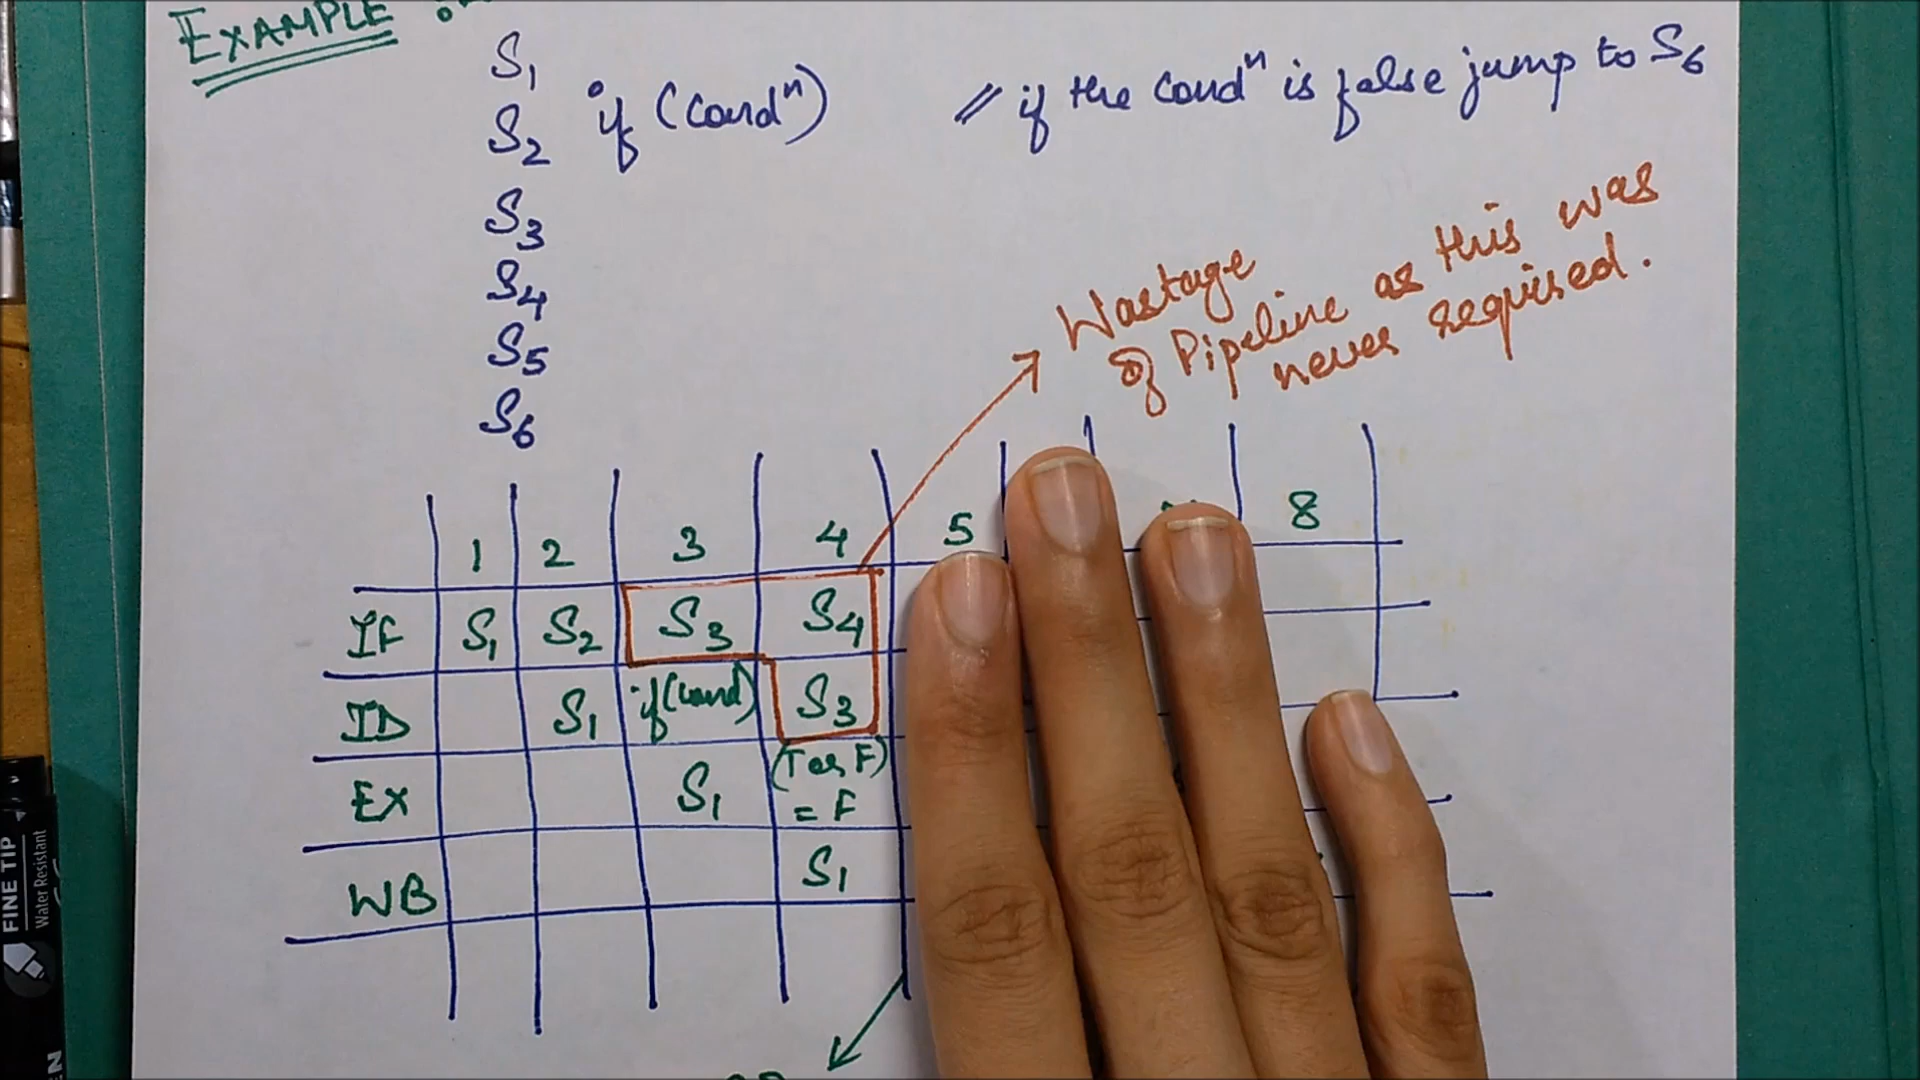 EXAMPLE :-
S1
S2 if (condⁿ) // if the condⁿ is false jump to S6
S3
S4
S5
S6
Wastage
of Pipeline as this was
never required.
1 2 3 4 5 8
IF S1 S2 S3 S4
ID S1 if(cond) S3
EX S1 (T or F)
= F
WB S1
FINE TIP
Water Resistant